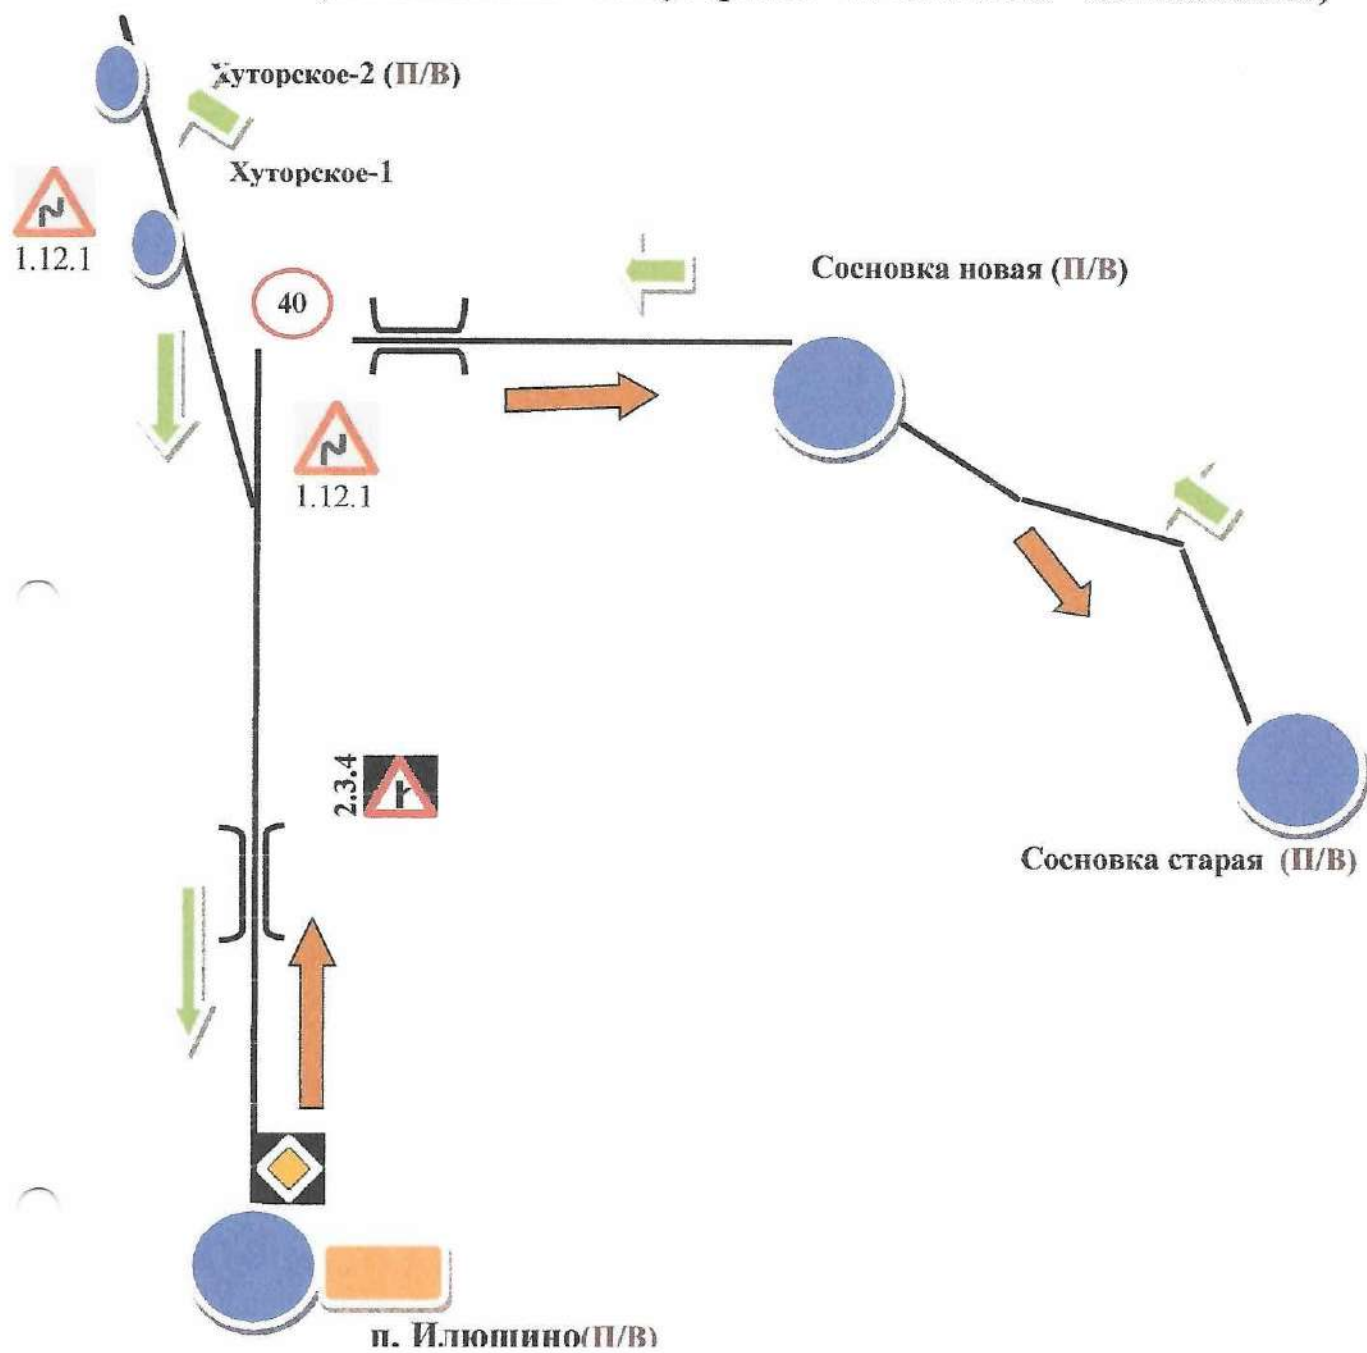 Хуторское-2 (П/В)
Хуторское-1
1.12.1
40
Сосновка новая (П/В)
1.12.1
2.3.4
Сосновка старая (П/В)
п. Илюшино(П/В)